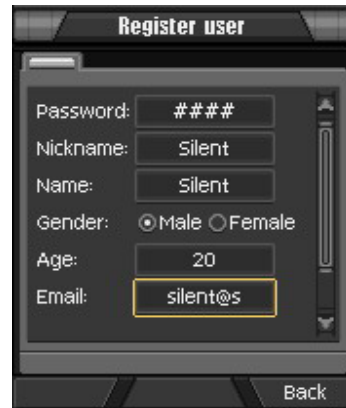 Register user
Password: ####
Nickname: Silent
Name: Silent
Gender: Male Female
Age: 20
Email: silent@s
Back